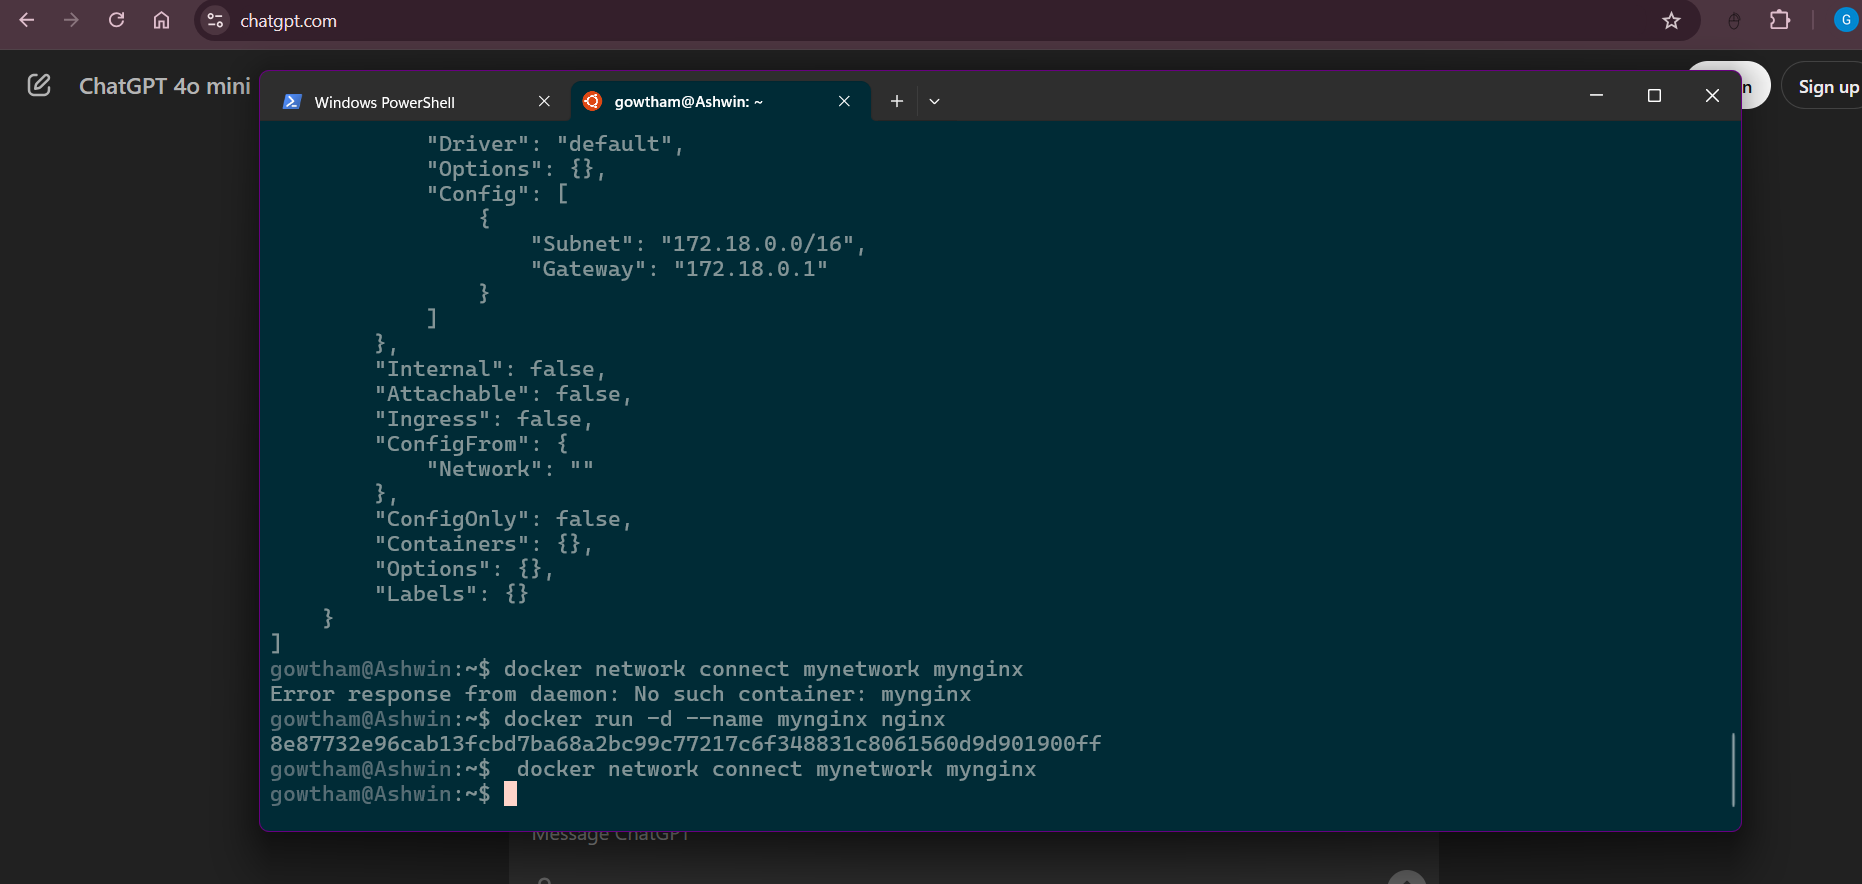 chatgpt.com
G
ChatGPT 4o mini
Sign up
Windows PowerShell
gowtham@Ashwin: ~
"Driver": "default",
"Options": {},
"Config": [
{
"Subnet": "172.18.0.0/16",
"Gateway": "172.18.0.1"
}
]
},
"Internal": false,
"Attachable": false,
"Ingress": false,
"ConfigFrom": {
"Network": ""
},
"ConfigOnly": false,
"Containers": {},
"Options": {},
"Labels": {}
}
]
gowtham@Ashwin:~$ docker network connect mynetwork mynginx
Error response from daemon: No such container: mynginx
gowtham@Ashwin:~$ docker run -d --name mynginx nginx
8e87732e96cab13fcbd7ba68a2bc99c77217c6f348831c8061560d9d901900ff
gowtham@Ashwin:~$  docker network connect mynetwork mynginx
gowtham@Ashwin:~$
Message ChatGPT